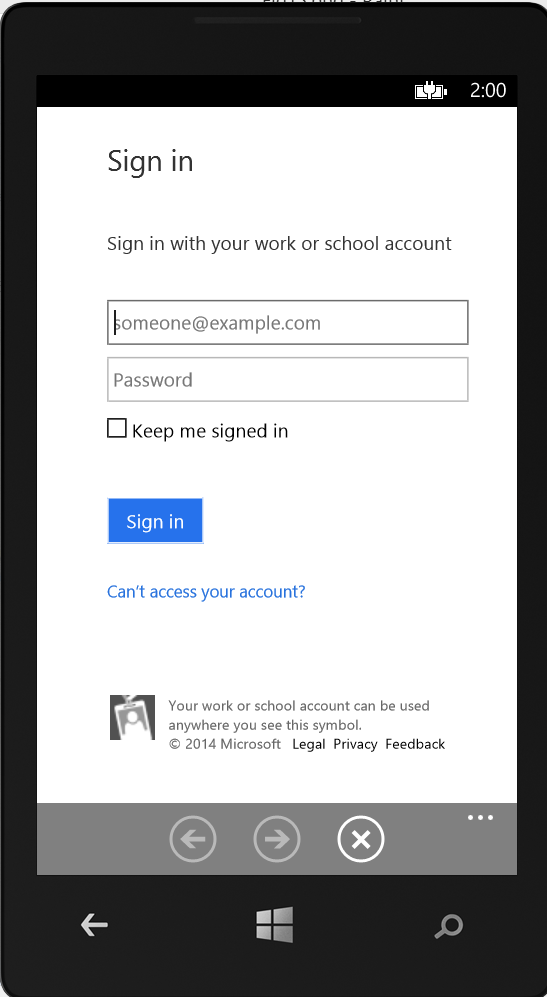 2:00
Sign in
Sign in with your work or school account
someone@example.com
Password
Keep me signed in
Sign in
Can't access your account?
Your work or school account can be used
anywhere you see this symbol.
© 2014 Microsoft Legal Privacy Feedback